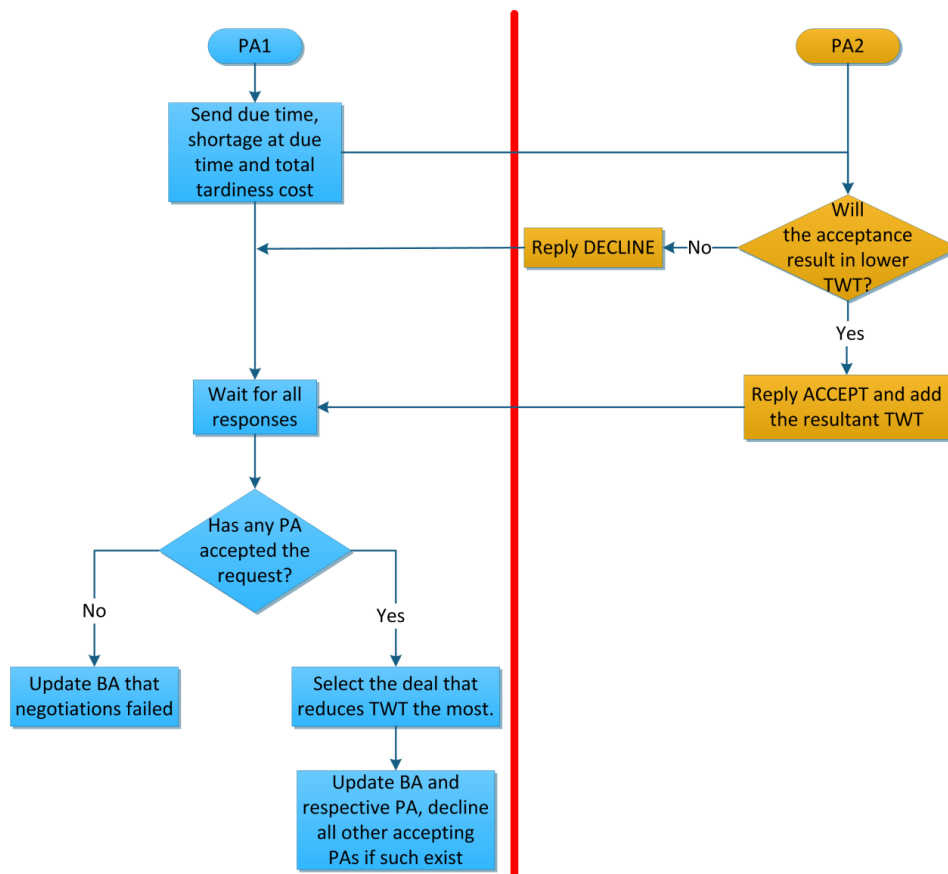 PA1
PA2
Send due time,
shortage at due
time and total
tardiness cost
Will
the acceptance
result in lower
TWT?
No
Reply DECLINE
Yes
Wait for all
responses
Reply ACCEPT and add
the resultant TWT
Has any PA
accepted the
request?
No
Yes
Update BA that
negotiations failed
Select the deal that
reduces TWT the most.
Update BA and
respective PA, decline
all other accepting
PAs if such exist